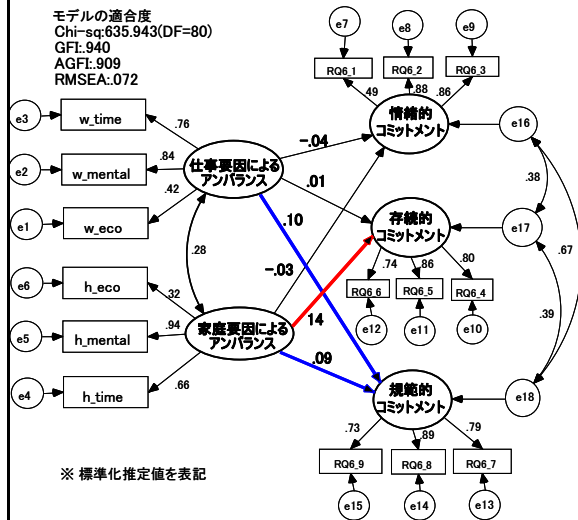 モデルの適合度
Chi-sq:635.943(DF=80)
GFI:.940
AGFI:.909
RMSEA:.072
e7
e8
e9
RQ6_1
RQ6_2
RQ6_3
.49
.88
.86
情緒的
コミットメント
e3
w_time
.76
e2
w_mental
.84
e1
w_eco
.42
仕事要因による
アンバランス
-.04
.01
.10
-.03
.28
e16
.38
e17
.67
.39
e18
存続的
コミットメント
.74
.86
.80
RQ6_6
RQ6_5
RQ6_4
e12
e11
e10
e6
h_eco
.32
e5
h_mental
.94
e4
h_time
.66
家庭要因による
アンバランス
14
.09
規範的
コミットメント
.73
.89
.79
RQ6_9
RQ6_8
RQ6_7
e15
e14
e13
※ 標準化推定値を表記